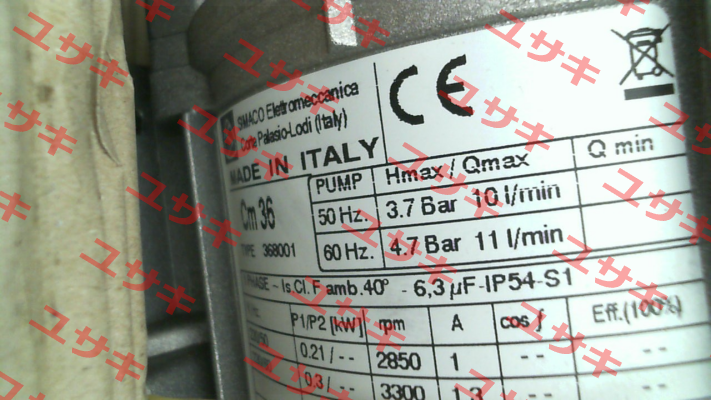 SIMACO Elettromeccanica
Corte Palasio-Lodi (Italy)
MADE IN ITALY
CE
Cm 36
TYPE 368001
PUMP Hmax / Qmax Q min
50 Hz. 3.7 Bar 10 l/min
60 Hz. 4.7 Bar 11 l/min
PHASE ~ Is.Cl. F amb.40° - 6,3 µF-IP54-S1
P1/P2 [kW] rpm A cos ∫ Eff.(100%)
0.21 / -- 2850 1 -- --
0.3 / -- 3300 1.3 -- --
ユサキ